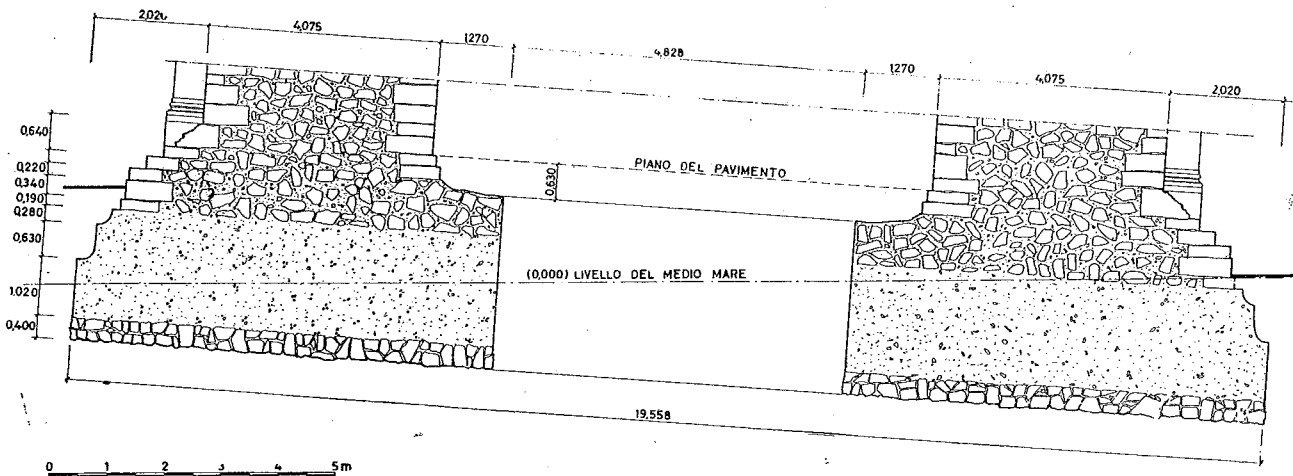 2,020 4,075 1,270 4,828 1,270 4,075 2,020
0,640
0,220
0,340
0,190
0,280
0,630
1,020
0,400
PIANO DEL PAVIMENTO
0,630
(0,000) LIVELLO DEL MEDIO MARE
19,558
0 1 2 3 4 5m